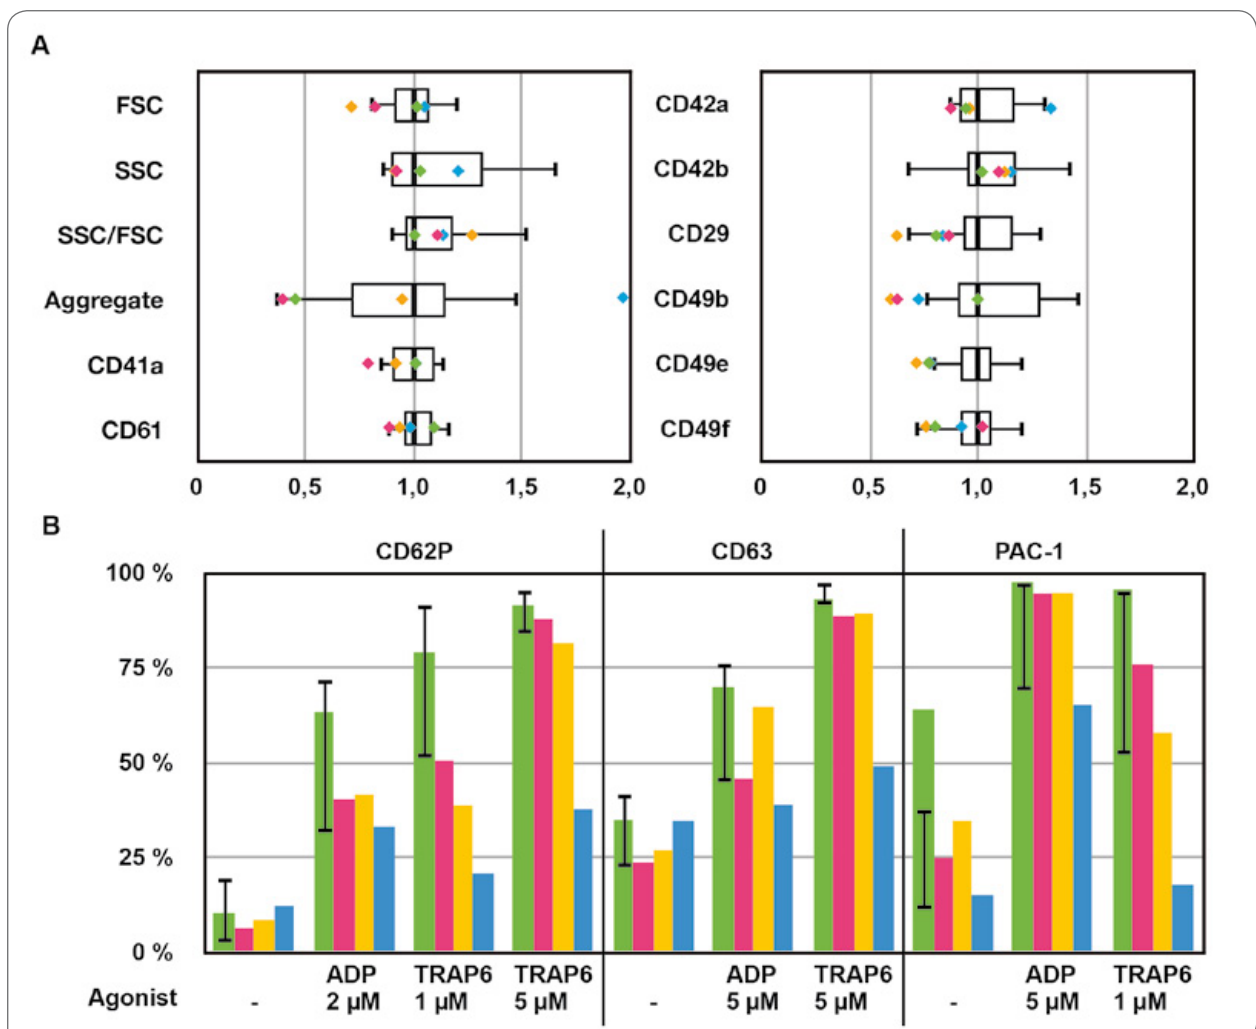 A
FSC
SSC
SSC/FSC
Aggregate
CD41a
CD61
0 0,5 1,0 1,5 2,0
CD42a
CD42b
CD29
CD49b
CD49e
CD49f
0 0,5 1,0 1,5 2,0
B
CD62P CD63 PAC-1
100 %
75 %
50 %
25 %
0 %
ADP TRAP6 TRAP6 ADP TRAP6 ADP TRAP6
Agonist - 2 µM 1 µM 5 µM - 5 µM 5 µM - 5 µM 1 µM